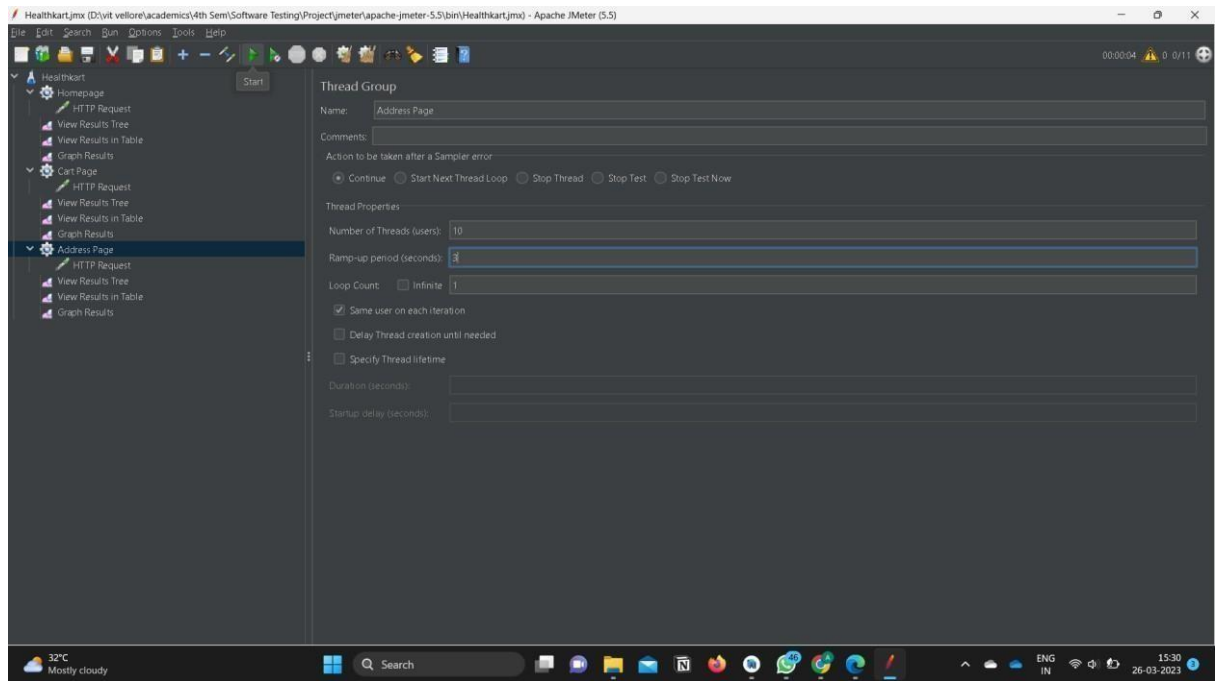 Healthkart.jmx (D:\vit vellore\academics\4th Sem\Software Testing\Project\jmeter\apache-jmeter-5.5\bin\Healthkart.jmx) - Apache JMeter (5.5)
File Edit Search Run Options Tools Help
00:00:04 0 0/11
Start
Healthkart
Homepage
HTTP Request
View Results Tree
View Results in Table
Graph Results
Cart Page
HTTP Request
View Results Tree
View Results in Table
Graph Results
Address Page
HTTP Request
View Results Tree
View Results in Table
Graph Results
Thread Group
Name: Address Page
Comments:
Action to be taken after a Sampler error
Continue Start Next Thread Loop Stop Thread Stop Test Stop Test Now
Thread Properties
Number of Threads (users): 10
Ramp-up period (seconds): 3
Loop Count: Infinite 1
Same user on each iteration
Delay Thread creation until needed
Specify Thread lifetime
Duration (seconds):
Startup delay (seconds):
32°C
Mostly cloudy
Search
46
ENG
IN
15:30
26-03-2023
3